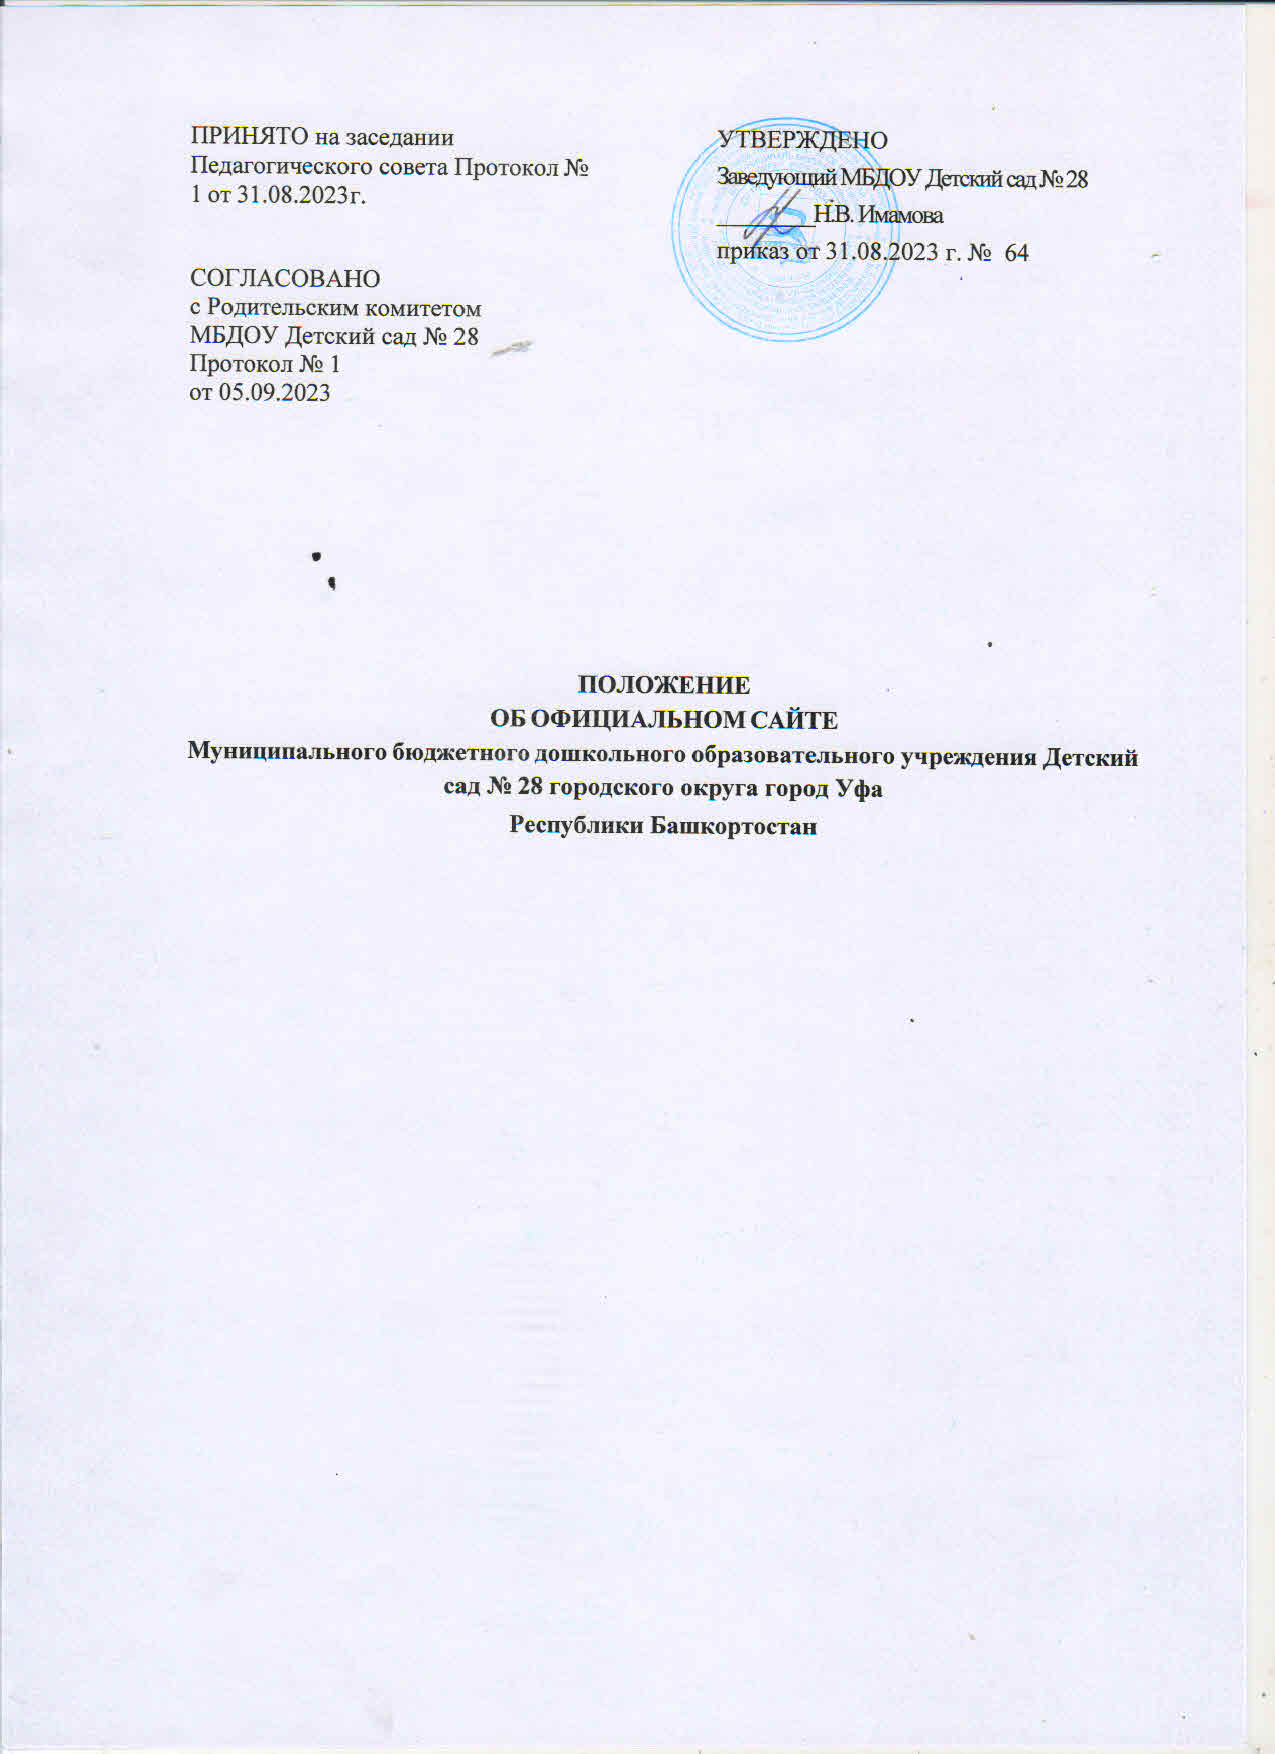 ПРИНЯТО на заседании
Педагогического совета Протокол №
1 от 31.08.2023г.
СОГЛАСОВАНО
с Родительским комитетом
МБДОУ Детский сад № 28
Протокол № 1
от 05.09.2023
УТВЕРЖДЕНО
Заведующий МБДОУ Детский сад № 28
________Н.В. Имамова
приказ от 31.08.2023 г. № 64
ПОЛОЖЕНИЕ
ОБ ОФИЦИАЛЬНОМ САЙТЕ
Муниципального бюджетного дошкольного образовательного учреждения Детский
сад № 28 городского округа город Уфа
Республики Башкортостан